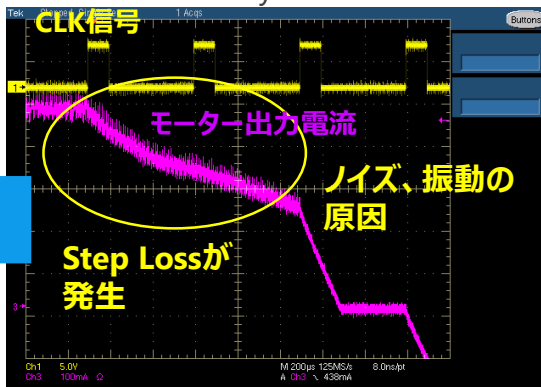 Tek
1 Acqs
Buttons
CLK信号
1
モーター出力電流
ノイズ、振動の
原因
Step Lossが
発生
3
Ch1 5.0V
Ch3 100mA Ω
M 200µs 125MS/s 8.0ns/pt
A Ch3 \ 438mA